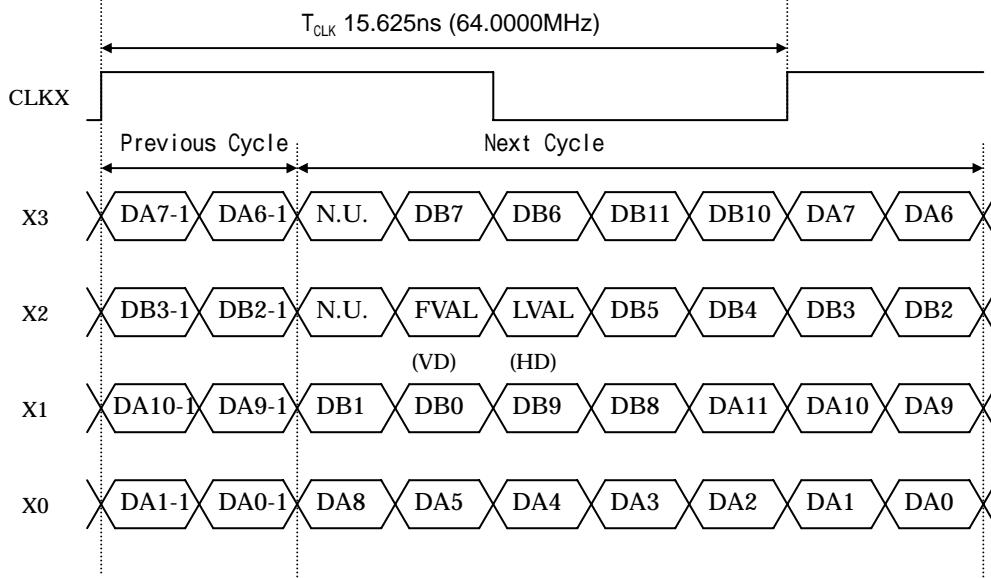 T_CLK 15.625ns (64.0000MHz)
CLKX
Previous Cycle Next Cycle
X3 DA7-1 DA6-1 N.U. DB7 DB6 DB11 DB10 DA7 DA6
X2 DB3-1 DB2-1 N.U. FVAL LVAL DB5 DB4 DB3 DB2
(VD) (HD)
X1 DA10-1 DA9-1 DB1 DB0 DB9 DB8 DA11 DA10 DA9
X0 DA1-1 DA0-1 DA8 DA5 DA4 DA3 DA2 DA1 DA0